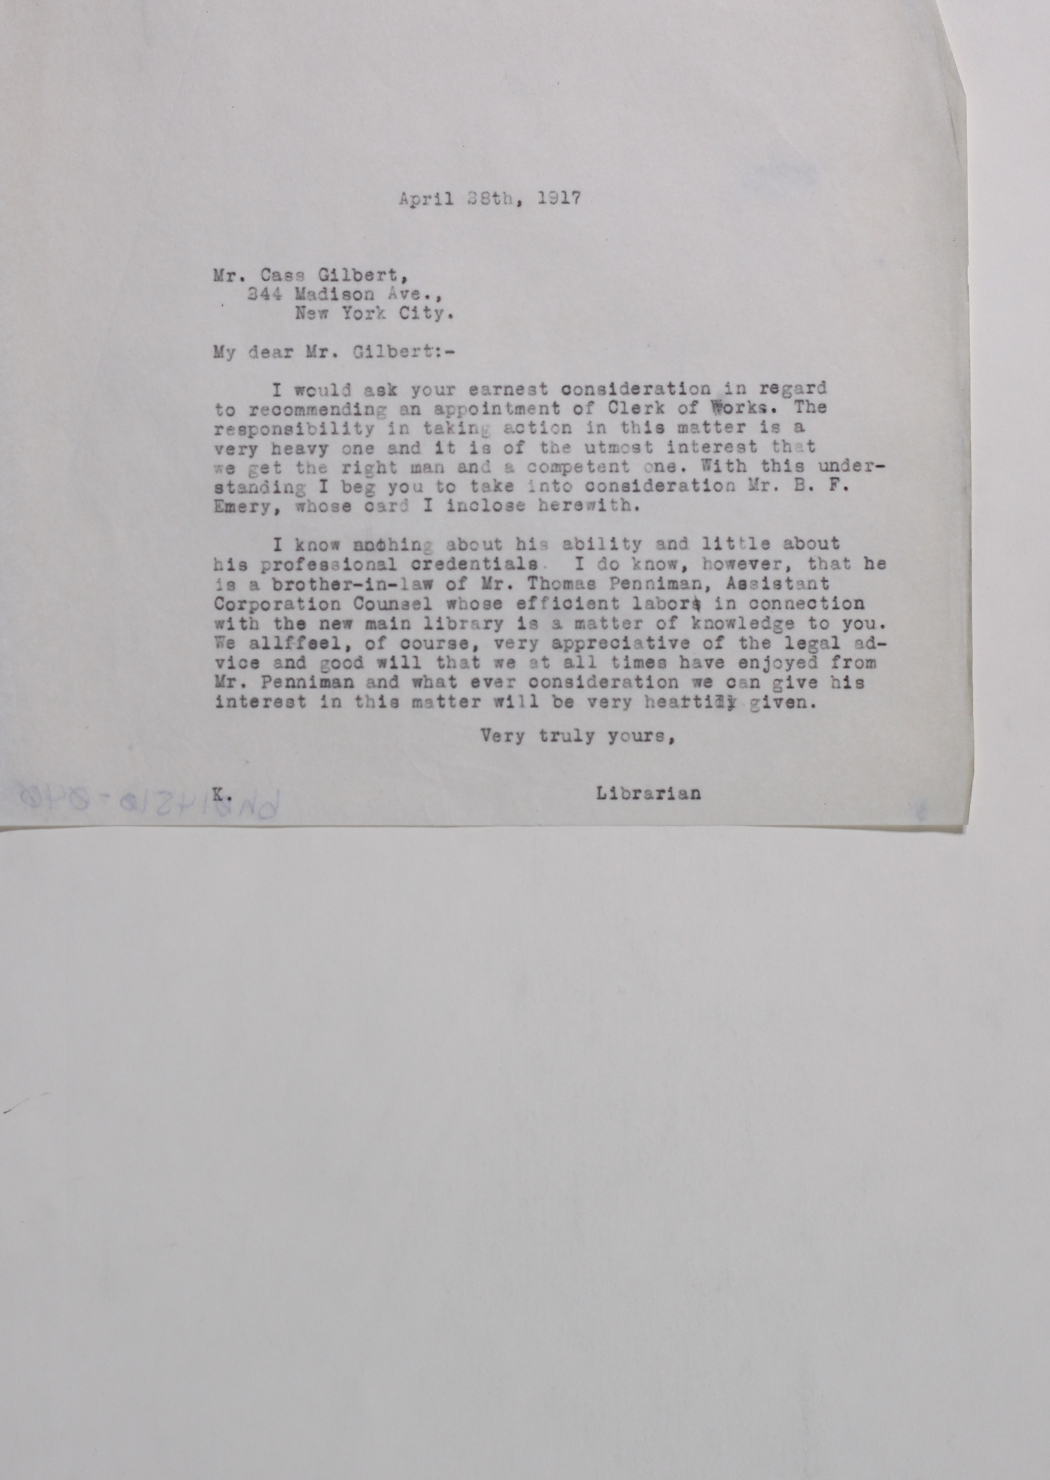 April 28th, 1917
Mr. Cass Gilbert,
244 Madison Ave.,
New York City.
My dear Mr. Gilbert:-
I would ask your earnest consideration in regard
to recommending an appointment of Clerk of Works. The
responsibility in taking action in this matter is a
very heavy one and it is of the utmost interest that
we get the right man and a competent one. With this under-
standing I beg you to take into consideration Mr. B. F.
Emery, whose card I inclose herewith.
I know nothing about his ability and little about
his professional credentials. I do know, however, that he
is a brother-in-law of Mr. Thomas Penniman, Assistant
Corporation Counsel whose efficient labors in connection
with the new main library is a matter of knowledge to you.
We allffeel, of course, very appreciative of the legal ad-
vice and good will that we at all times have enjoyed from
Mr. Penniman and what ever consideration we can give his
interest in this matter will be very heartily given.
Very truly yours,
K. Librarian